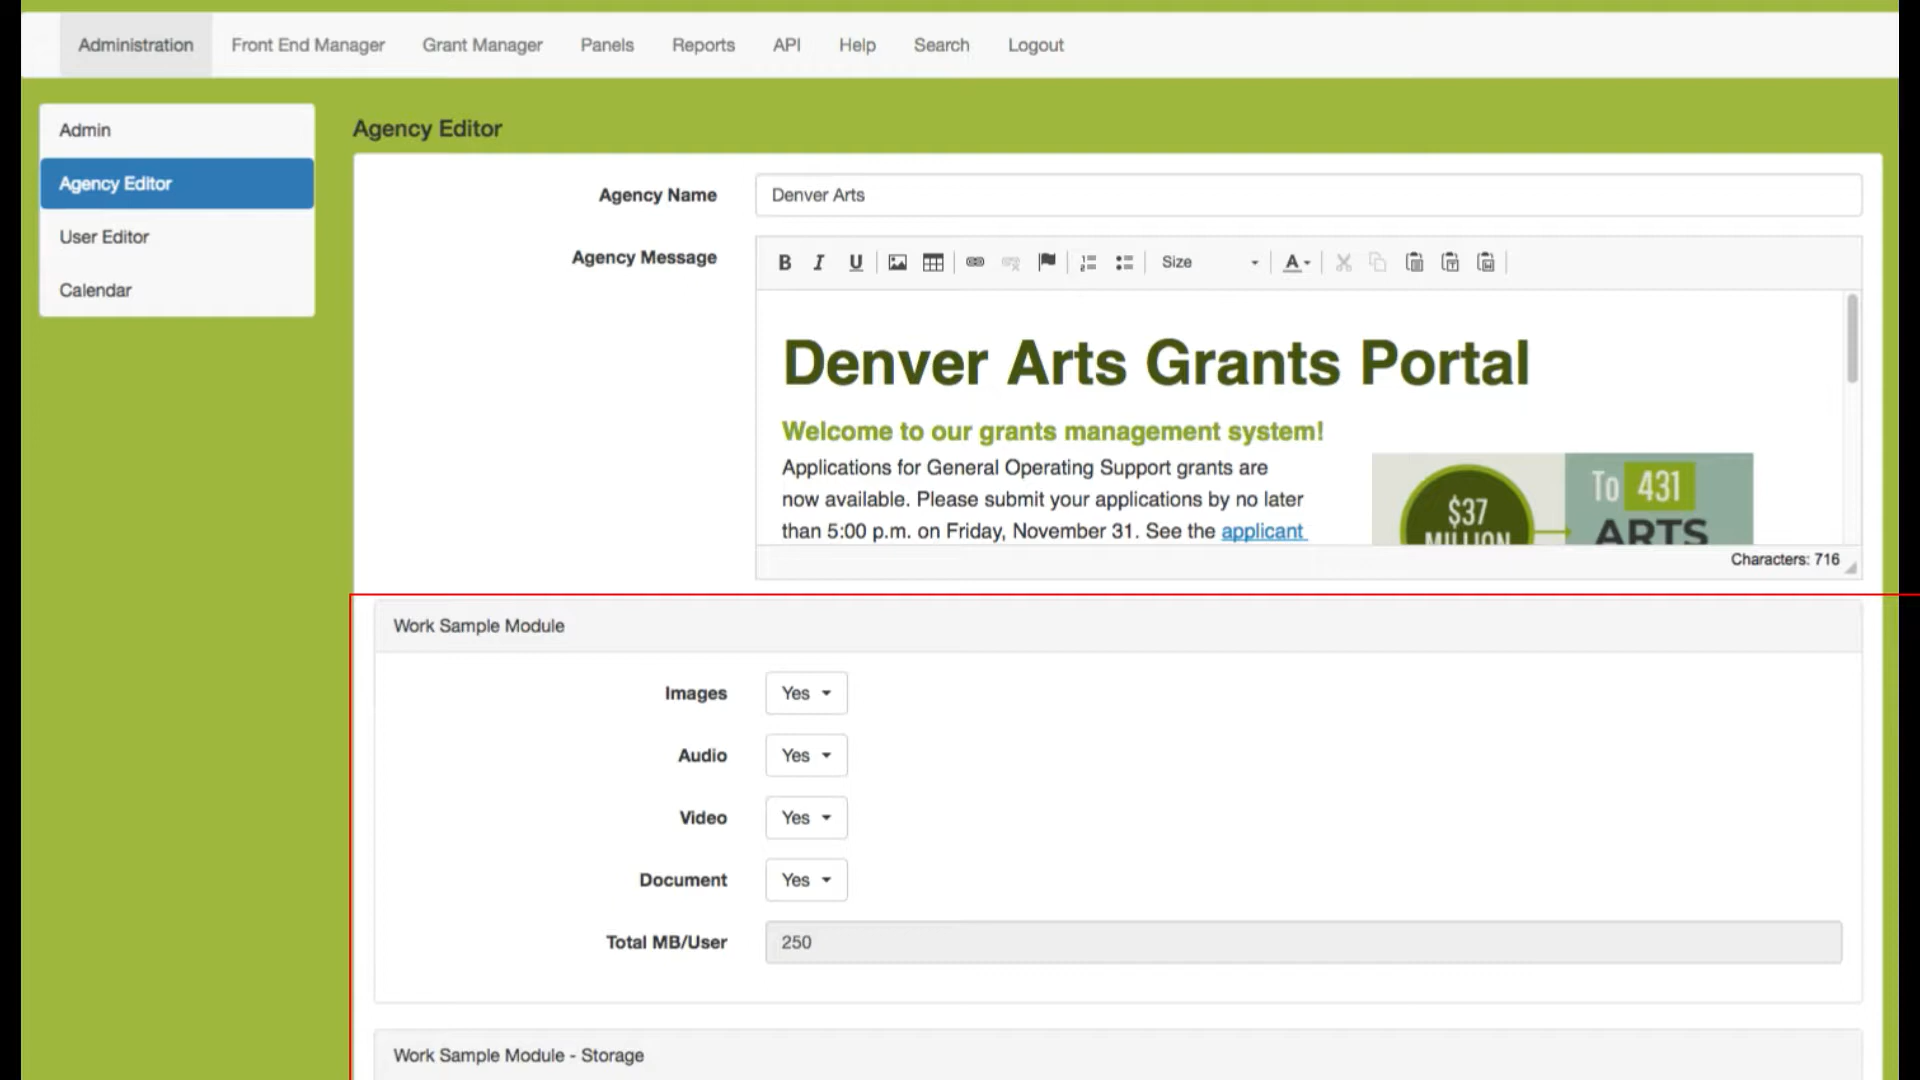 Administration Front End Manager Grant Manager Panels Reports API Help Search Logout
Admin
Agency Editor
User Editor
Calendar
Agency Editor
Agency Name Denver Arts
Agency Message B I U Size A
Denver Arts Grants Portal
Welcome to our grants management system!
Applications for General Operating Support grants are
now available. Please submit your applications by no later
than 5:00 p.m. on Friday, November 31. See the applicant
$37
MILLION
To 431
ARTS
Characters: 716
Work Sample Module
Images Yes
Audio Yes
Video Yes
Document Yes
Total MB/User 250
Work Sample Module - Storage